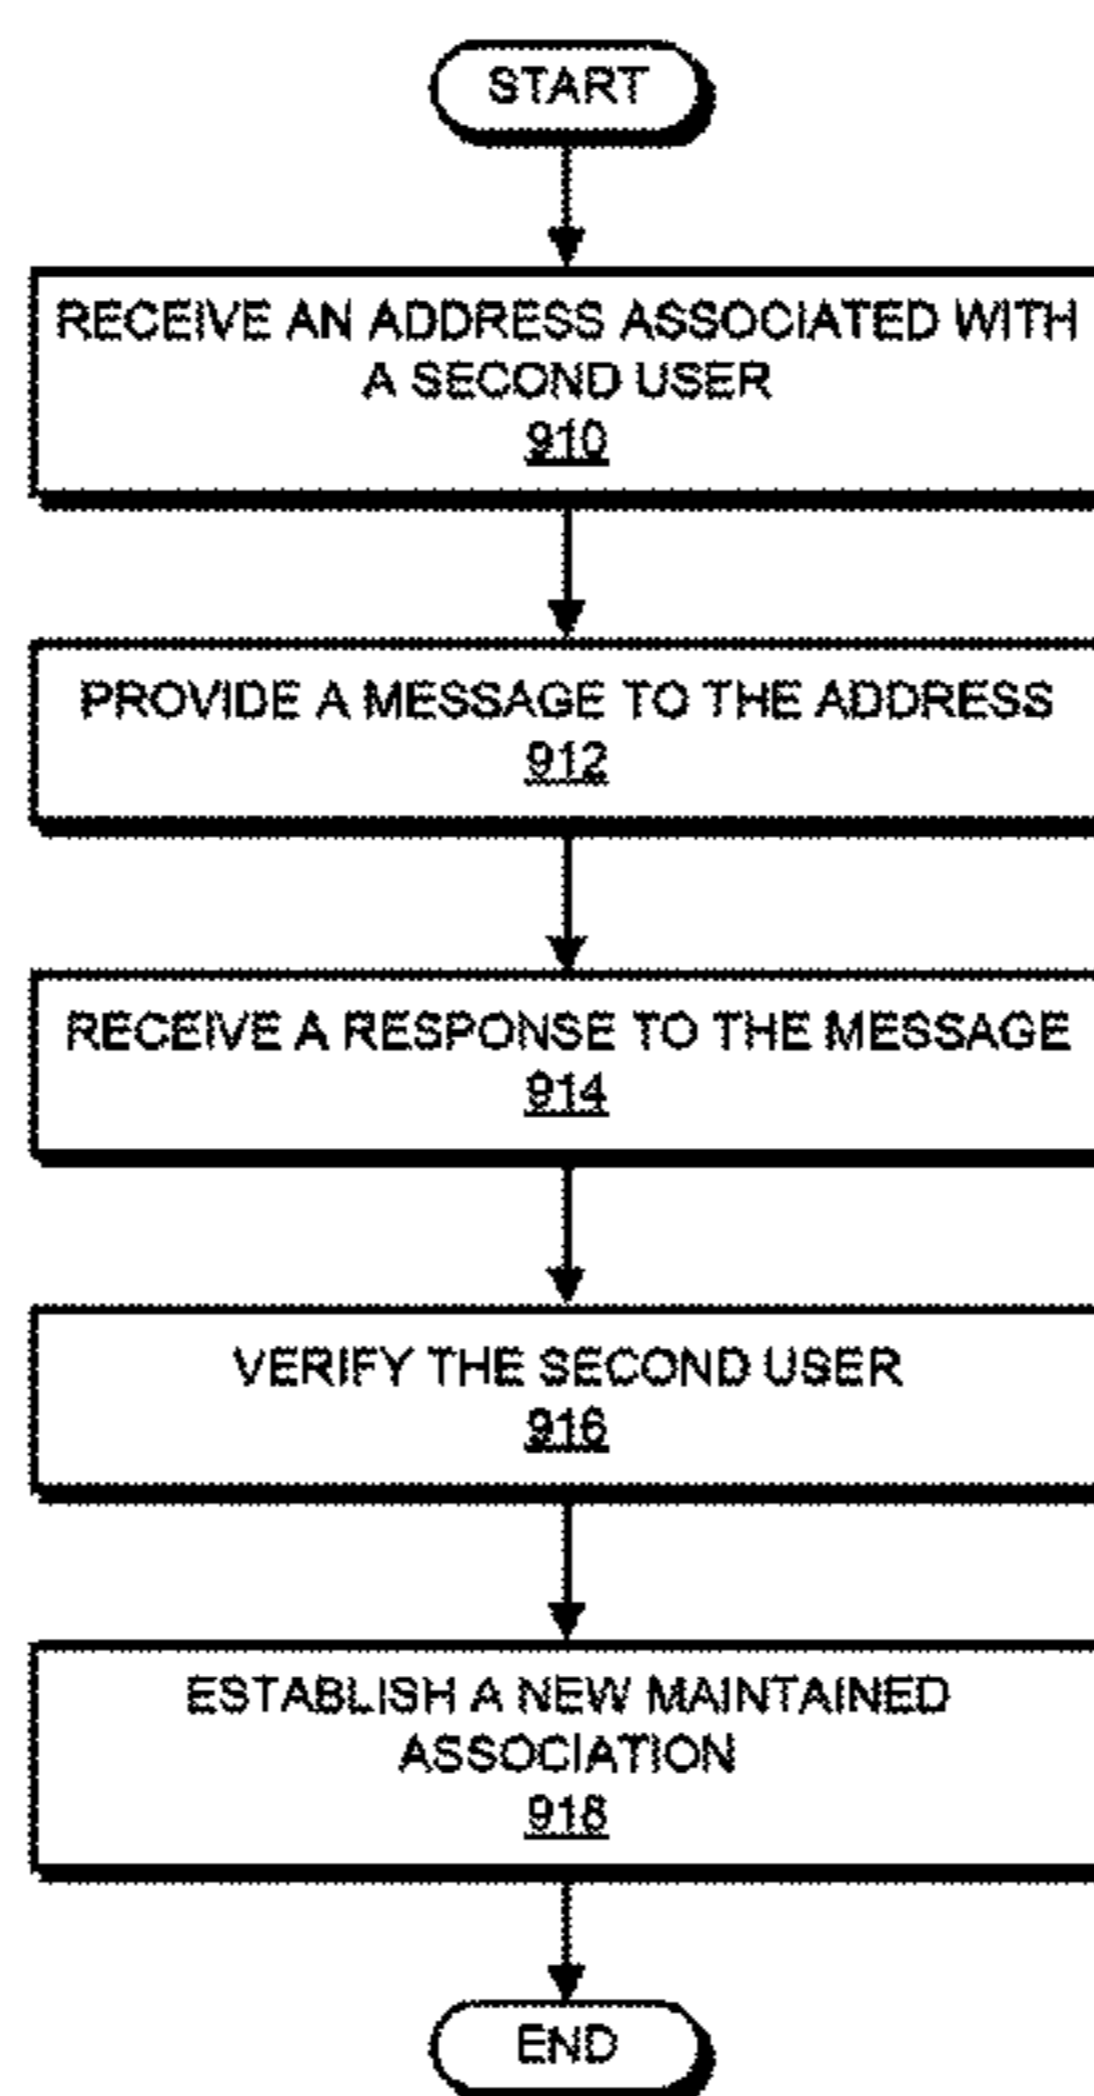 START
RECEIVE AN ADDRESS ASSOCIATED WITH
A SECOND USER
910
PROVIDE A MESSAGE TO THE ADDRESS
912
RECEIVE A RESPONSE TO THE MESSAGE
914
VERIFY THE SECOND USER
916
ESTABLISH A NEW MAINTAINED
ASSOCIATION
918
END